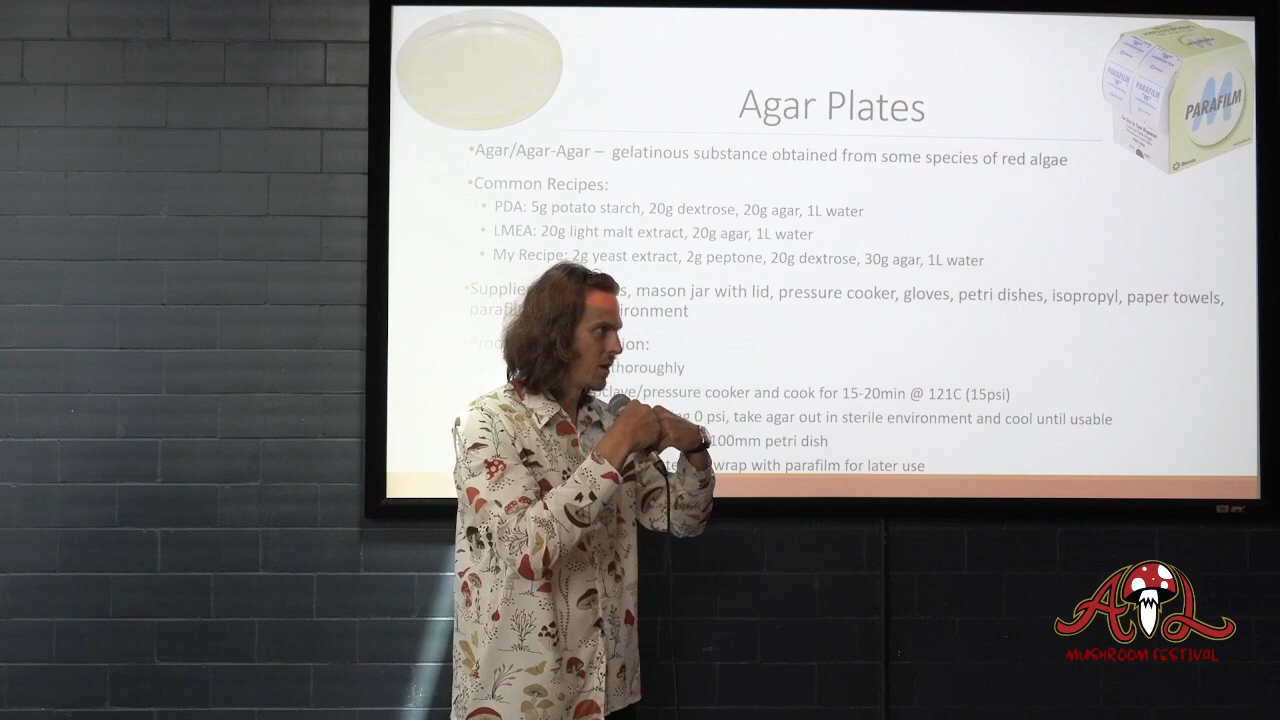 Agar Plates
PARAFILM
M
•Agar/Agar-Agar – gelatinous substance obtained from some species of red algae
•Common Recipes:
• PDA: 5g potato starch, 20g dextrose, 20g agar, 1L water
• LMEA: 20g light malt extract, 20g agar, 1L water
• My Recipe: 2g yeast extract, 2g peptone, 20g dextrose, 30g agar, 1L water
mason jar with lid, pressure cooker, gloves, petri dishes, isopropyl, paper towels,
thoroughly
cooker and cook for 15-20min @ 121C (15psi)
0 psi, take agar out in sterile environment and cool until usable
100mm petri dish
wrap with parafilm for later use
ATL
MUSHROOM FESTIVAL